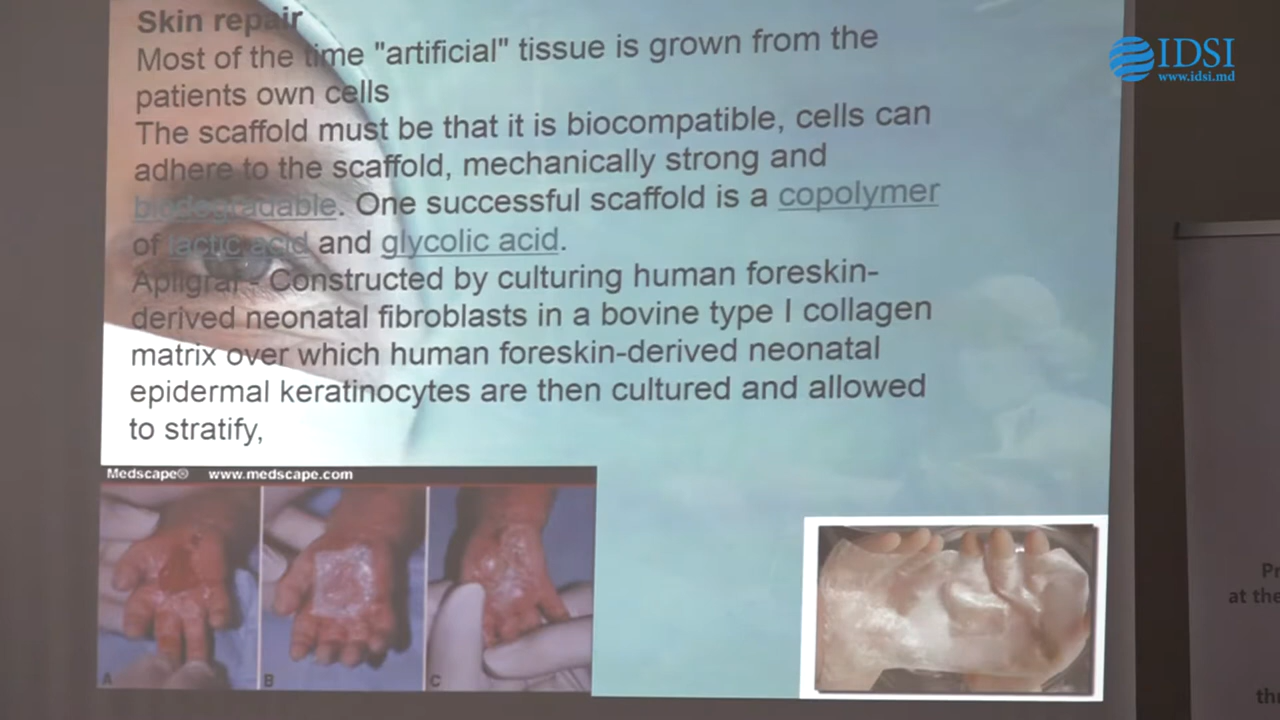 Skin repair
Most of the time "artificial" tissue is grown from the
patients own cells
The scaffold must be that it is biocompatible, cells can
adhere to the scaffold, mechanically strong and
biodegradable. One successful scaffold is a copolymer
of lactic acid and glycolic acid.
Apligraf - Constructed by culturing human foreskin-
derived neonatal fibroblasts in a bovine type I collagen
matrix over which human foreskin-derived neonatal
epidermal keratinocytes are then cultured and allowed
to stratify,
Medscape® www.medscape.com
A B C
IDSI
www.idsi.md
at the